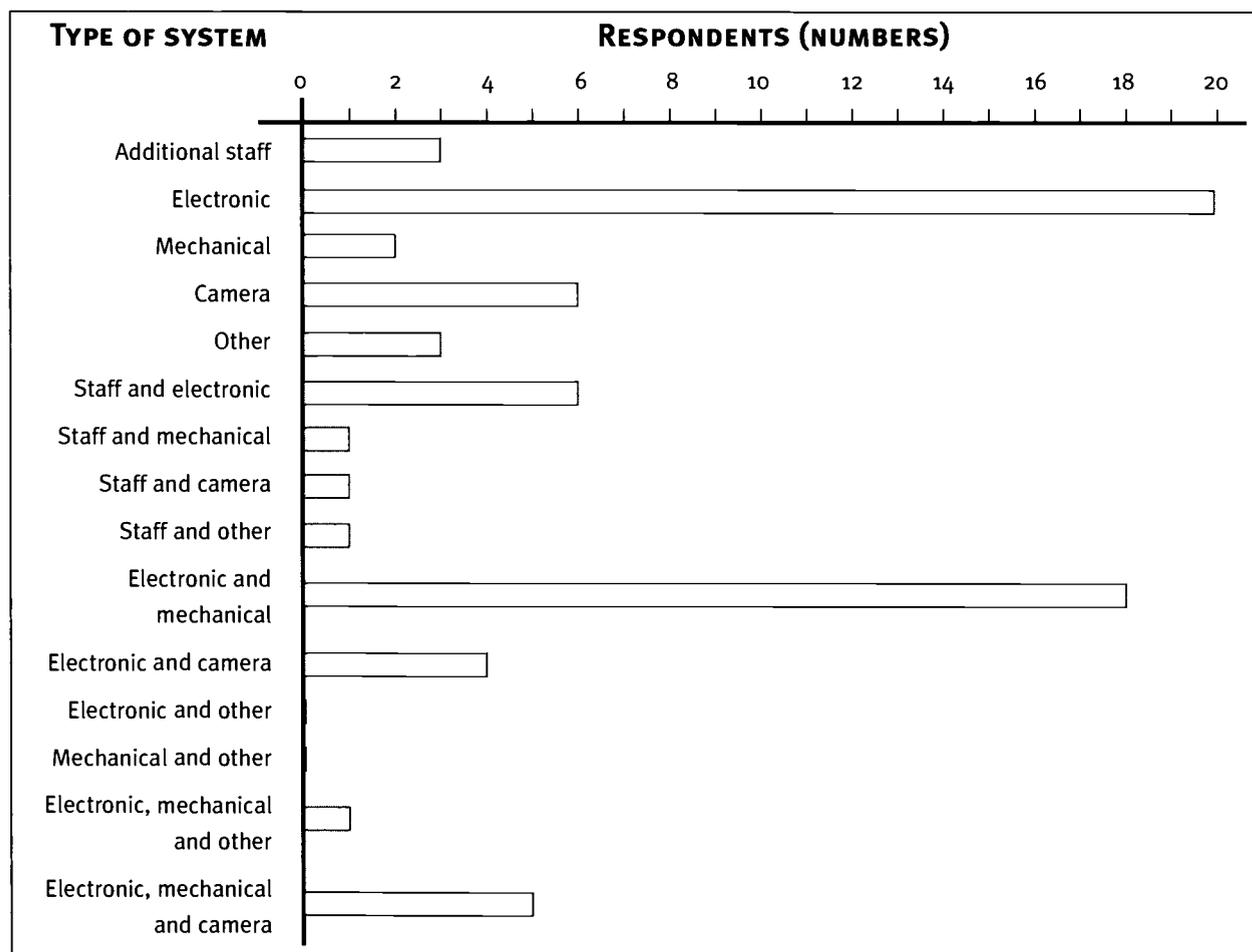 TYPE OF SYSTEM RESPONDENTS (NUMBERS)
0 2 4 6 8 10 12 14 16 18 20
Additional staff
Electronic
Mechanical
Camera
Other
Staff and electronic
Staff and mechanical
Staff and camera
Staff and other
Electronic and
mechanical
Electronic and camera
Electronic and other
Mechanical and other
Electronic, mechanical
and other
Electronic, mechanical
and camera